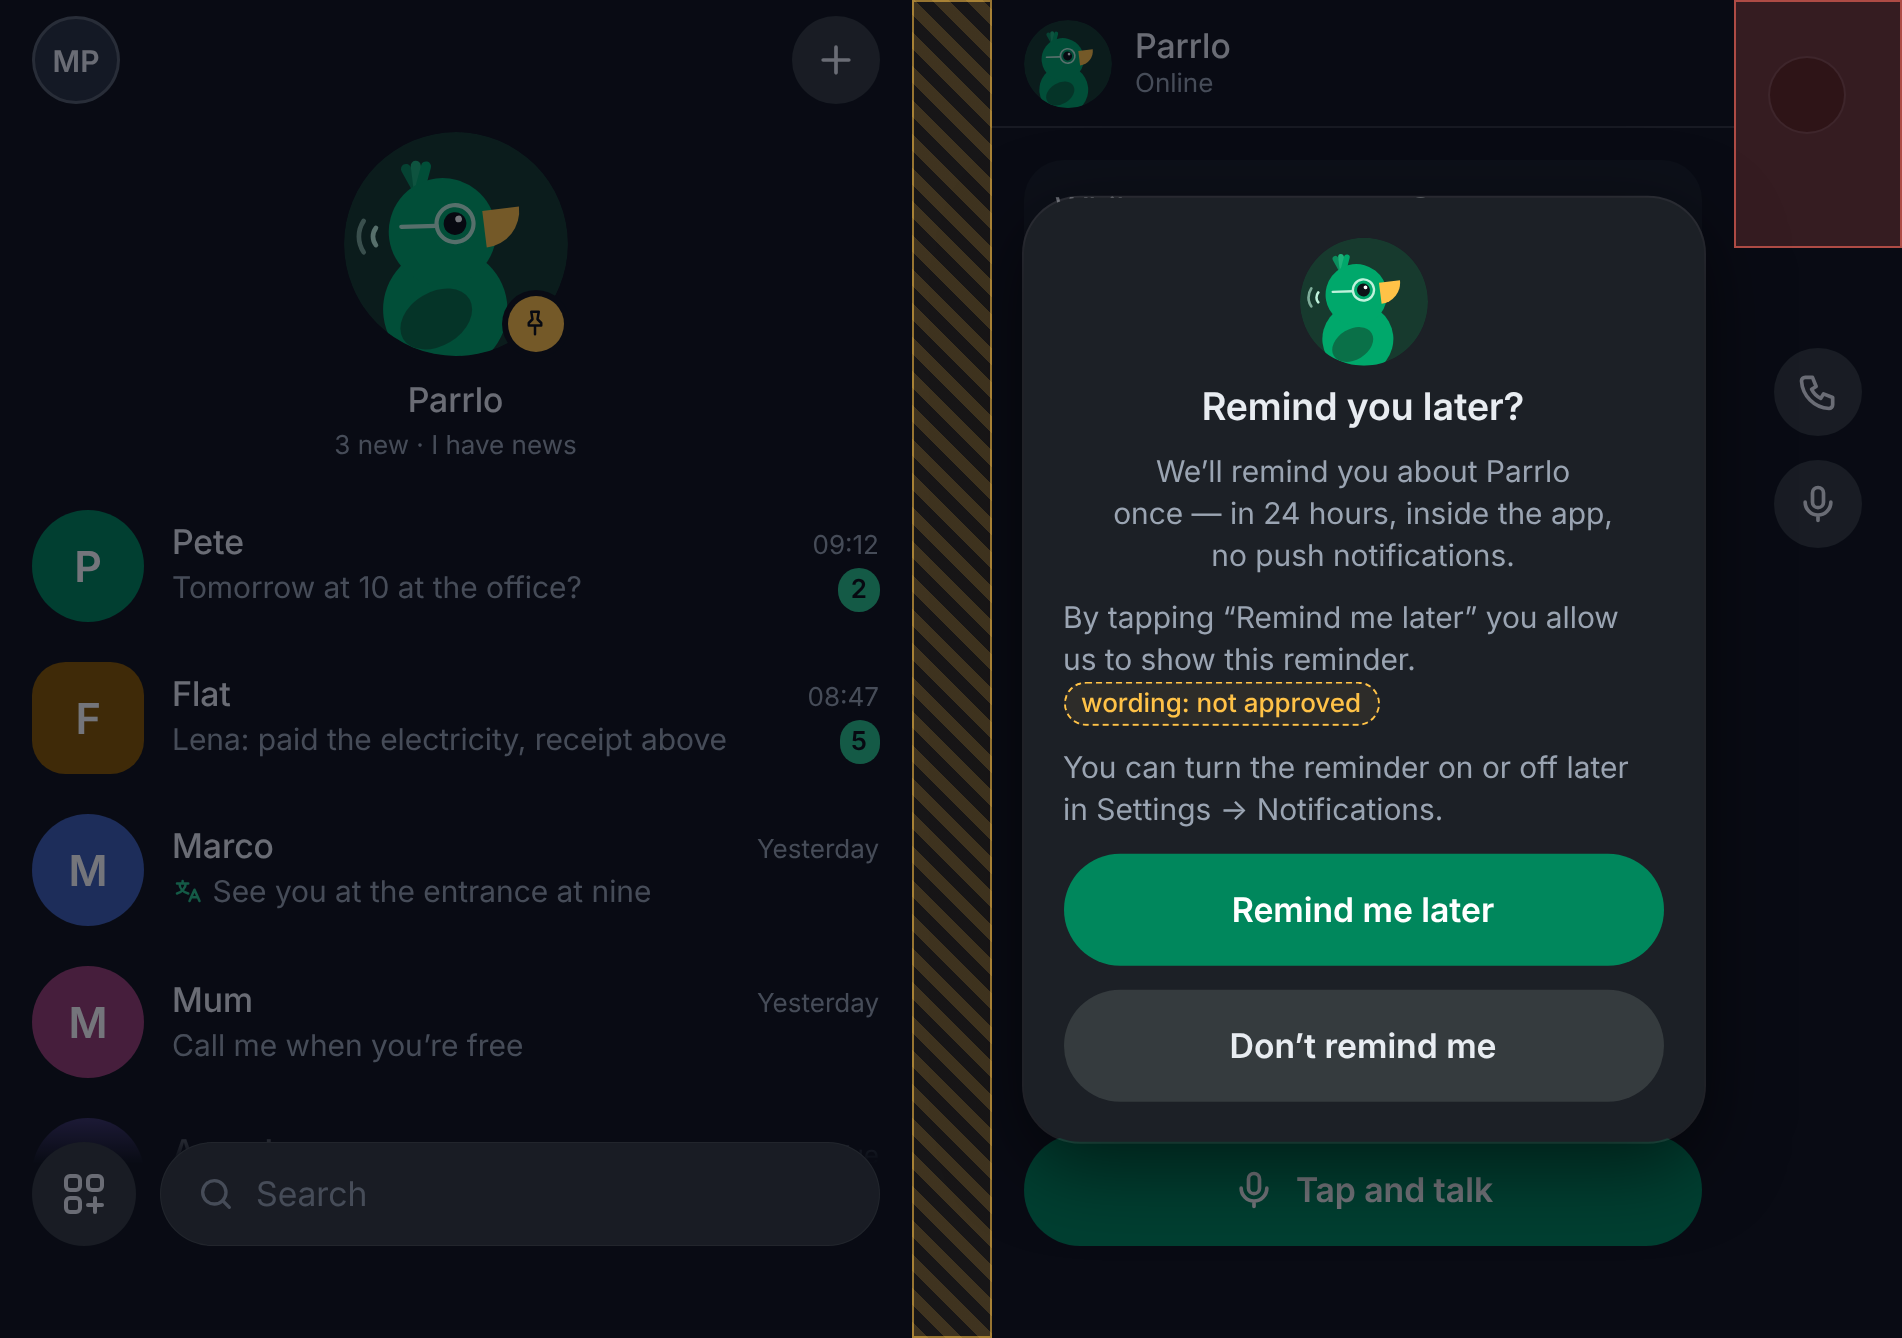 MP
Parrlo
3 new · I have news
P
Pete
09:12
Tomorrow at 10 at the office?
2
F
Flat
08:47
Lena: paid the electricity, receipt above
5
M
Marco
Yesterday
See you at the entrance at nine
M
Mum
Yesterday
Call me when you’re free
Search
Parrlo
Online
Remind you later?
We’ll remind you about Parrlo
once — in 24 hours, inside the app,
no push notifications.
By tapping “Remind me later” you allow
us to show this reminder.
wording: not approved
You can turn the reminder on or off later
in Settings → Notifications.
Remind me later
Don’t remind me
Tap and talk